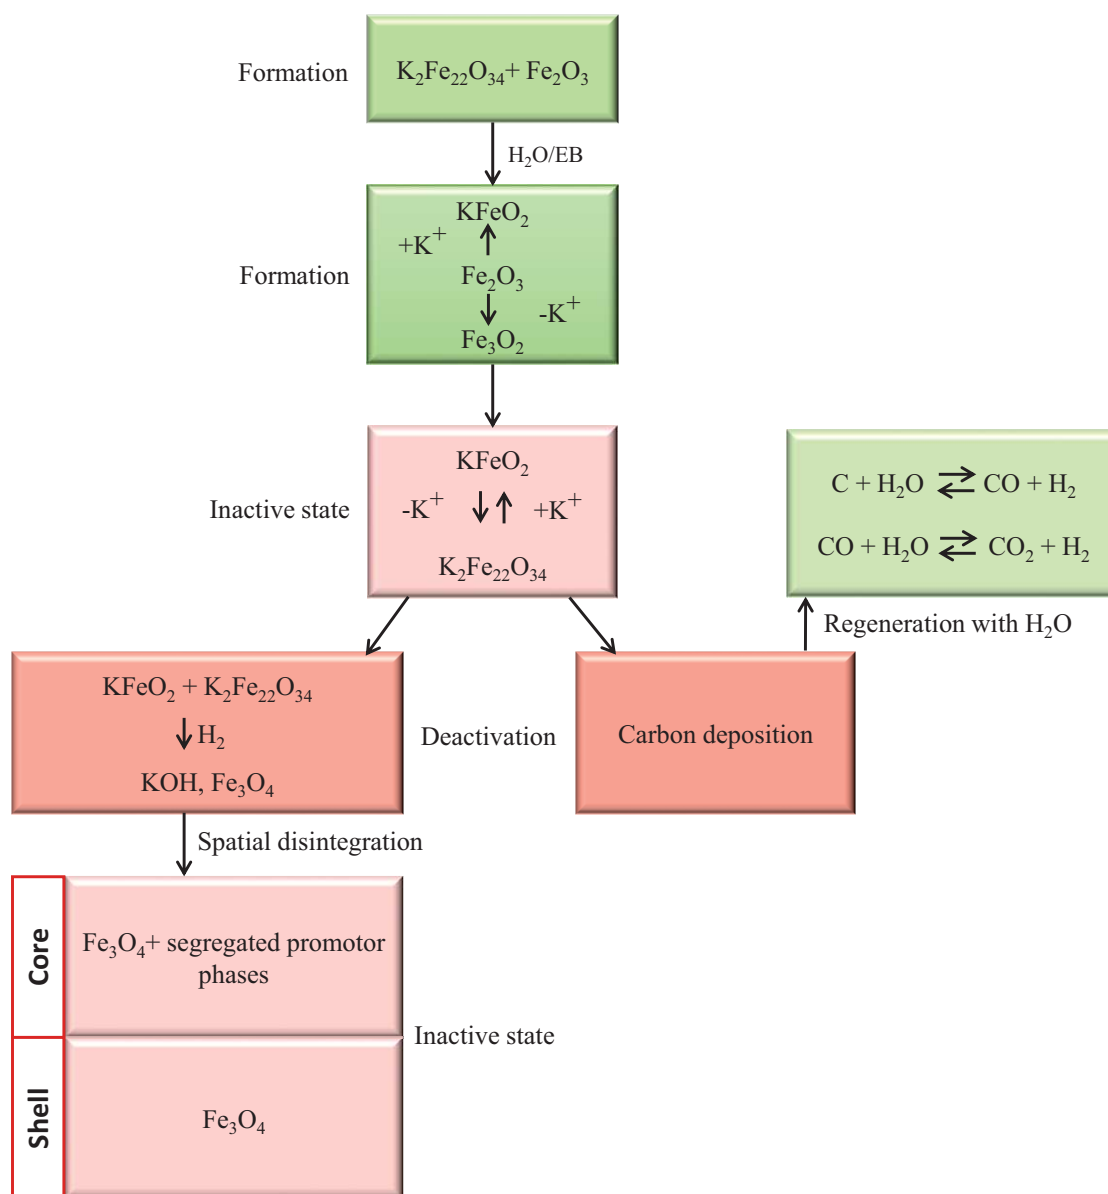 Formation
K₂Fe₂₂O₃₄+ Fe₂O₃
H₂O/EB
Formation
KFeO₂
+K⁺
Fe₂O₃
-K⁺
Fe₃O₂
Inactive state
KFeO₂
-K⁺ +K⁺
K₂Fe₂₂O₃₄
C + H₂O ⇄ CO + H₂
CO + H₂O ⇄ CO₂ + H₂
Regeneration with H₂O
KFeO₂ + K₂Fe₂₂O₃₄
H₂
KOH, Fe₃O₄
Deactivation
Carbon deposition
Spatial disintegration
Core
Fe₃O₄+ segregated promotor
phases
Inactive state
Shell
Fe₃O₄